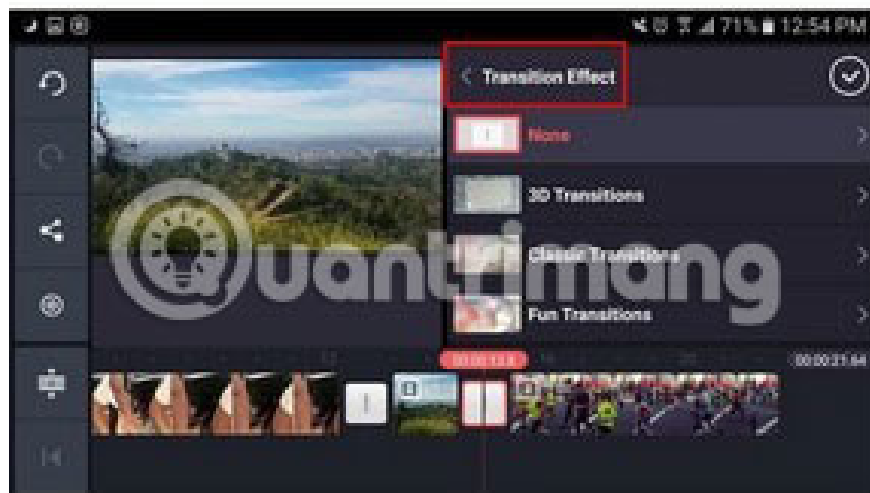 71% 12:54 PM
Transition Effect
None
3D Transitions
Classic Transitions
Fun Transitions
Quantrimang
00:00:21.64